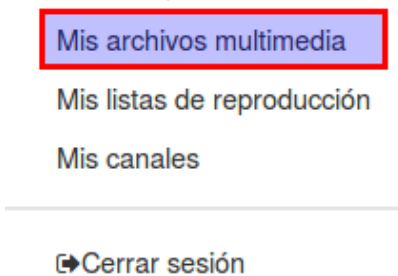 Mis archivos multimedia
Mis listas de reproducción
Mis canales
Cerrar sesión